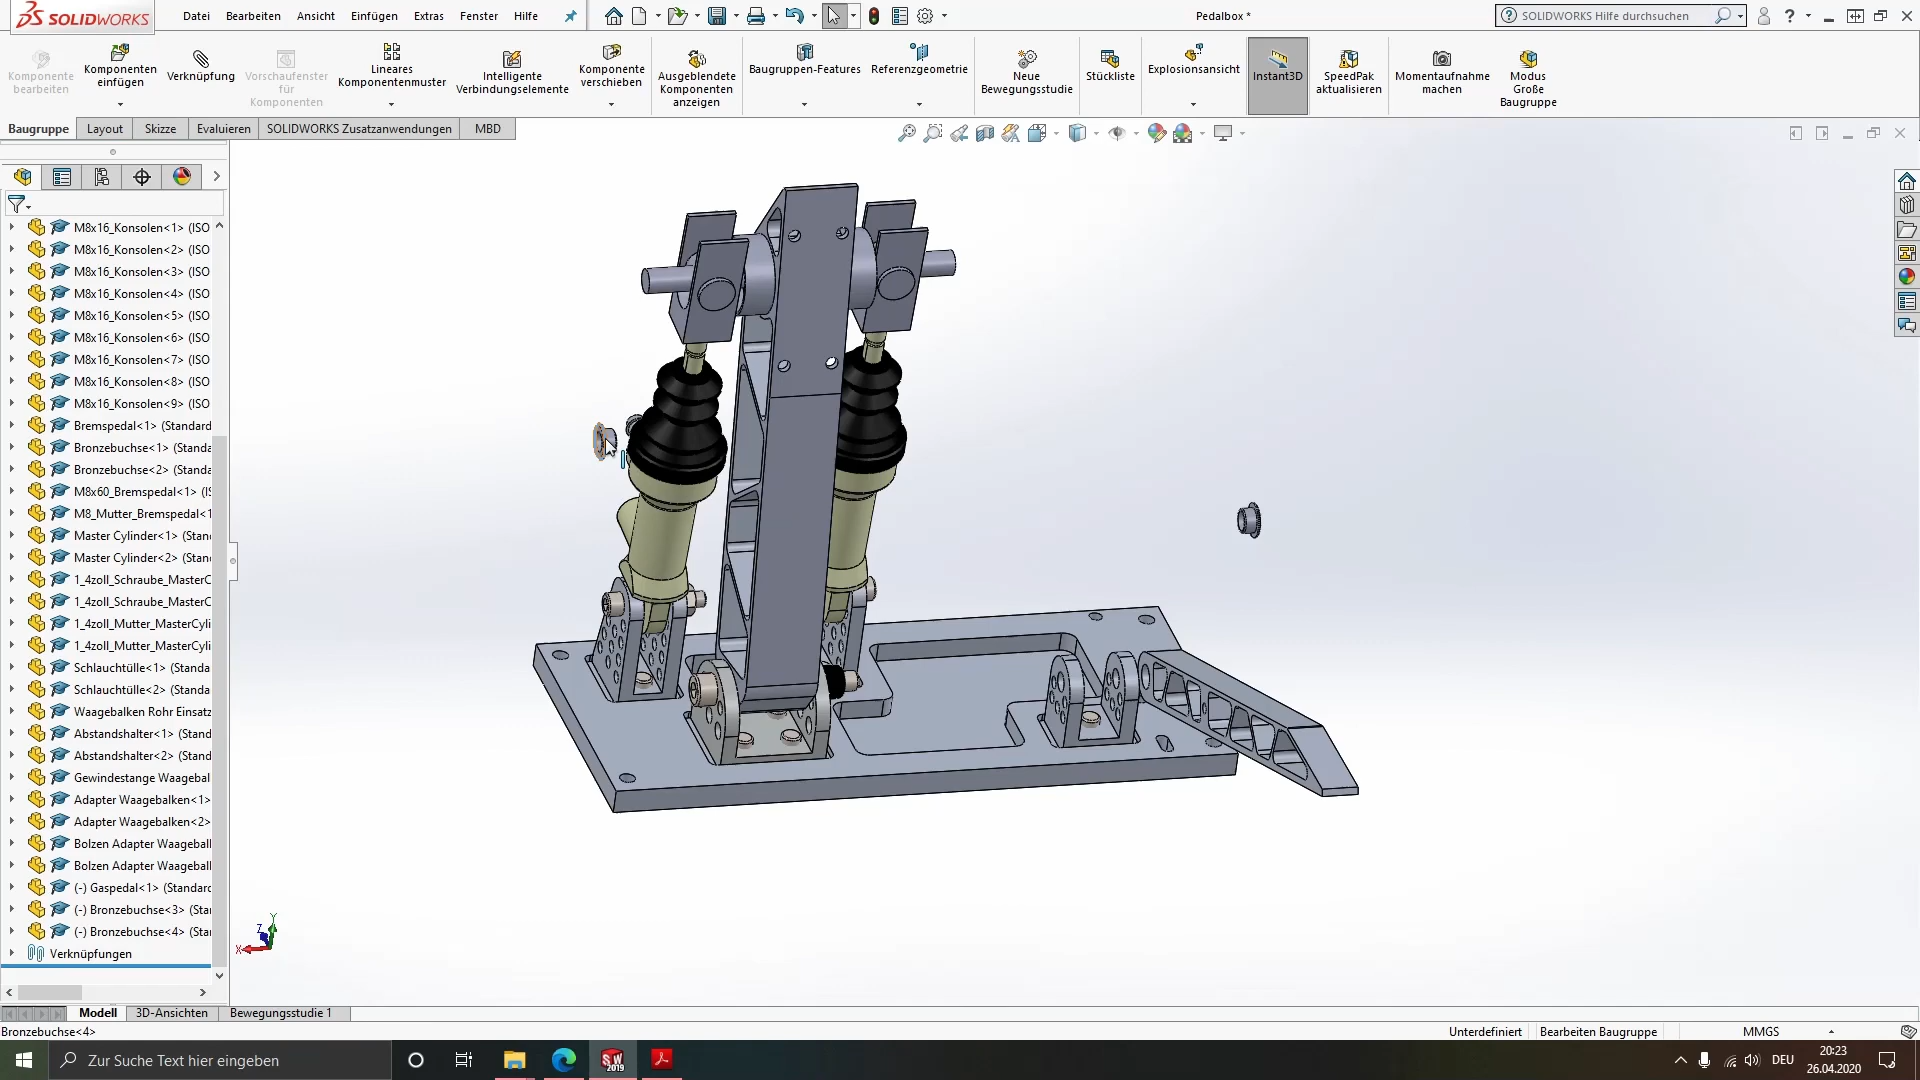 SOLIDWORKS
Datei Bearbeiten Ansicht Einfügen Extras Fenster Hilfe
Pedalbox *
SOLIDWORKS Hilfe durchsuchen
Komponente bearbeiten
Komponenten einfügen
Verknüpfung
Vorschaufenster für Komponenten
Lineares Komponentenmuster
Intelligente Verbindungselemente
Komponente verschieben
Ausgeblendete Komponenten anzeigen
Baugruppen-Features
Referenzgeometrie
Neue Bewegungsstudie
Stückliste
Explosionsansicht
Instant3D
SpeedPak aktualisieren
Momentaufnahme machen
Modus Große Baugruppe
Baugruppe Layout Skizze Evaluieren SOLIDWORKS Zusatzanwendungen MBD
M8x16_Konsolen<1> (ISO
M8x16_Konsolen<2> (ISO
M8x16_Konsolen<3> (ISO
M8x16_Konsolen<4> (ISO
M8x16_Konsolen<5> (ISO
M8x16_Konsolen<6> (ISO
M8x16_Konsolen<7> (ISO
M8x16_Konsolen<8> (ISO
M8x16_Konsolen<9> (ISO
Bremspedal<1> (Standard
Bronzebuchse<1> (Standa
Bronzebuchse<2> (Standa
M8x60_Bremspedal<1> (IS
M8_Mutter_Bremspedal<1
Master Cylinder<1> (Stan
Master Cylinder<2> (Stan
1_4zoll_Schraube_MasterC
1_4zoll_Schraube_MasterC
1_4zoll_Mutter_MasterCyli
1_4zoll_Mutter_MasterCyli
Schlauchtülle<1> (Standa
Schlauchtülle<2> (Standa
Waagebalken Rohr Einsatz
Abstandshalter<1> (Stand
Abstandshalter<2> (Stand
Gewindestange Waagebal
Adapter Waagebalken<1>
Adapter Waagebalken<2>
Bolzen Adapter Waageball
Bolzen Adapter Waageball
(-) Gaspedal<1> (Standard
(-) Bronzebuchse<3> (Star
(-) Bronzebuchse<4> (Star
Verknüpfungen
Y
Z
X
Modell 3D-Ansichten Bewegungsstudie 1
Bronzebuchse<4>
Unterdefiniert Bearbeiten Baugruppe MMGS
Zur Suche Text hier eingeben
SW
2019
DEU
20:23
26.04.2020